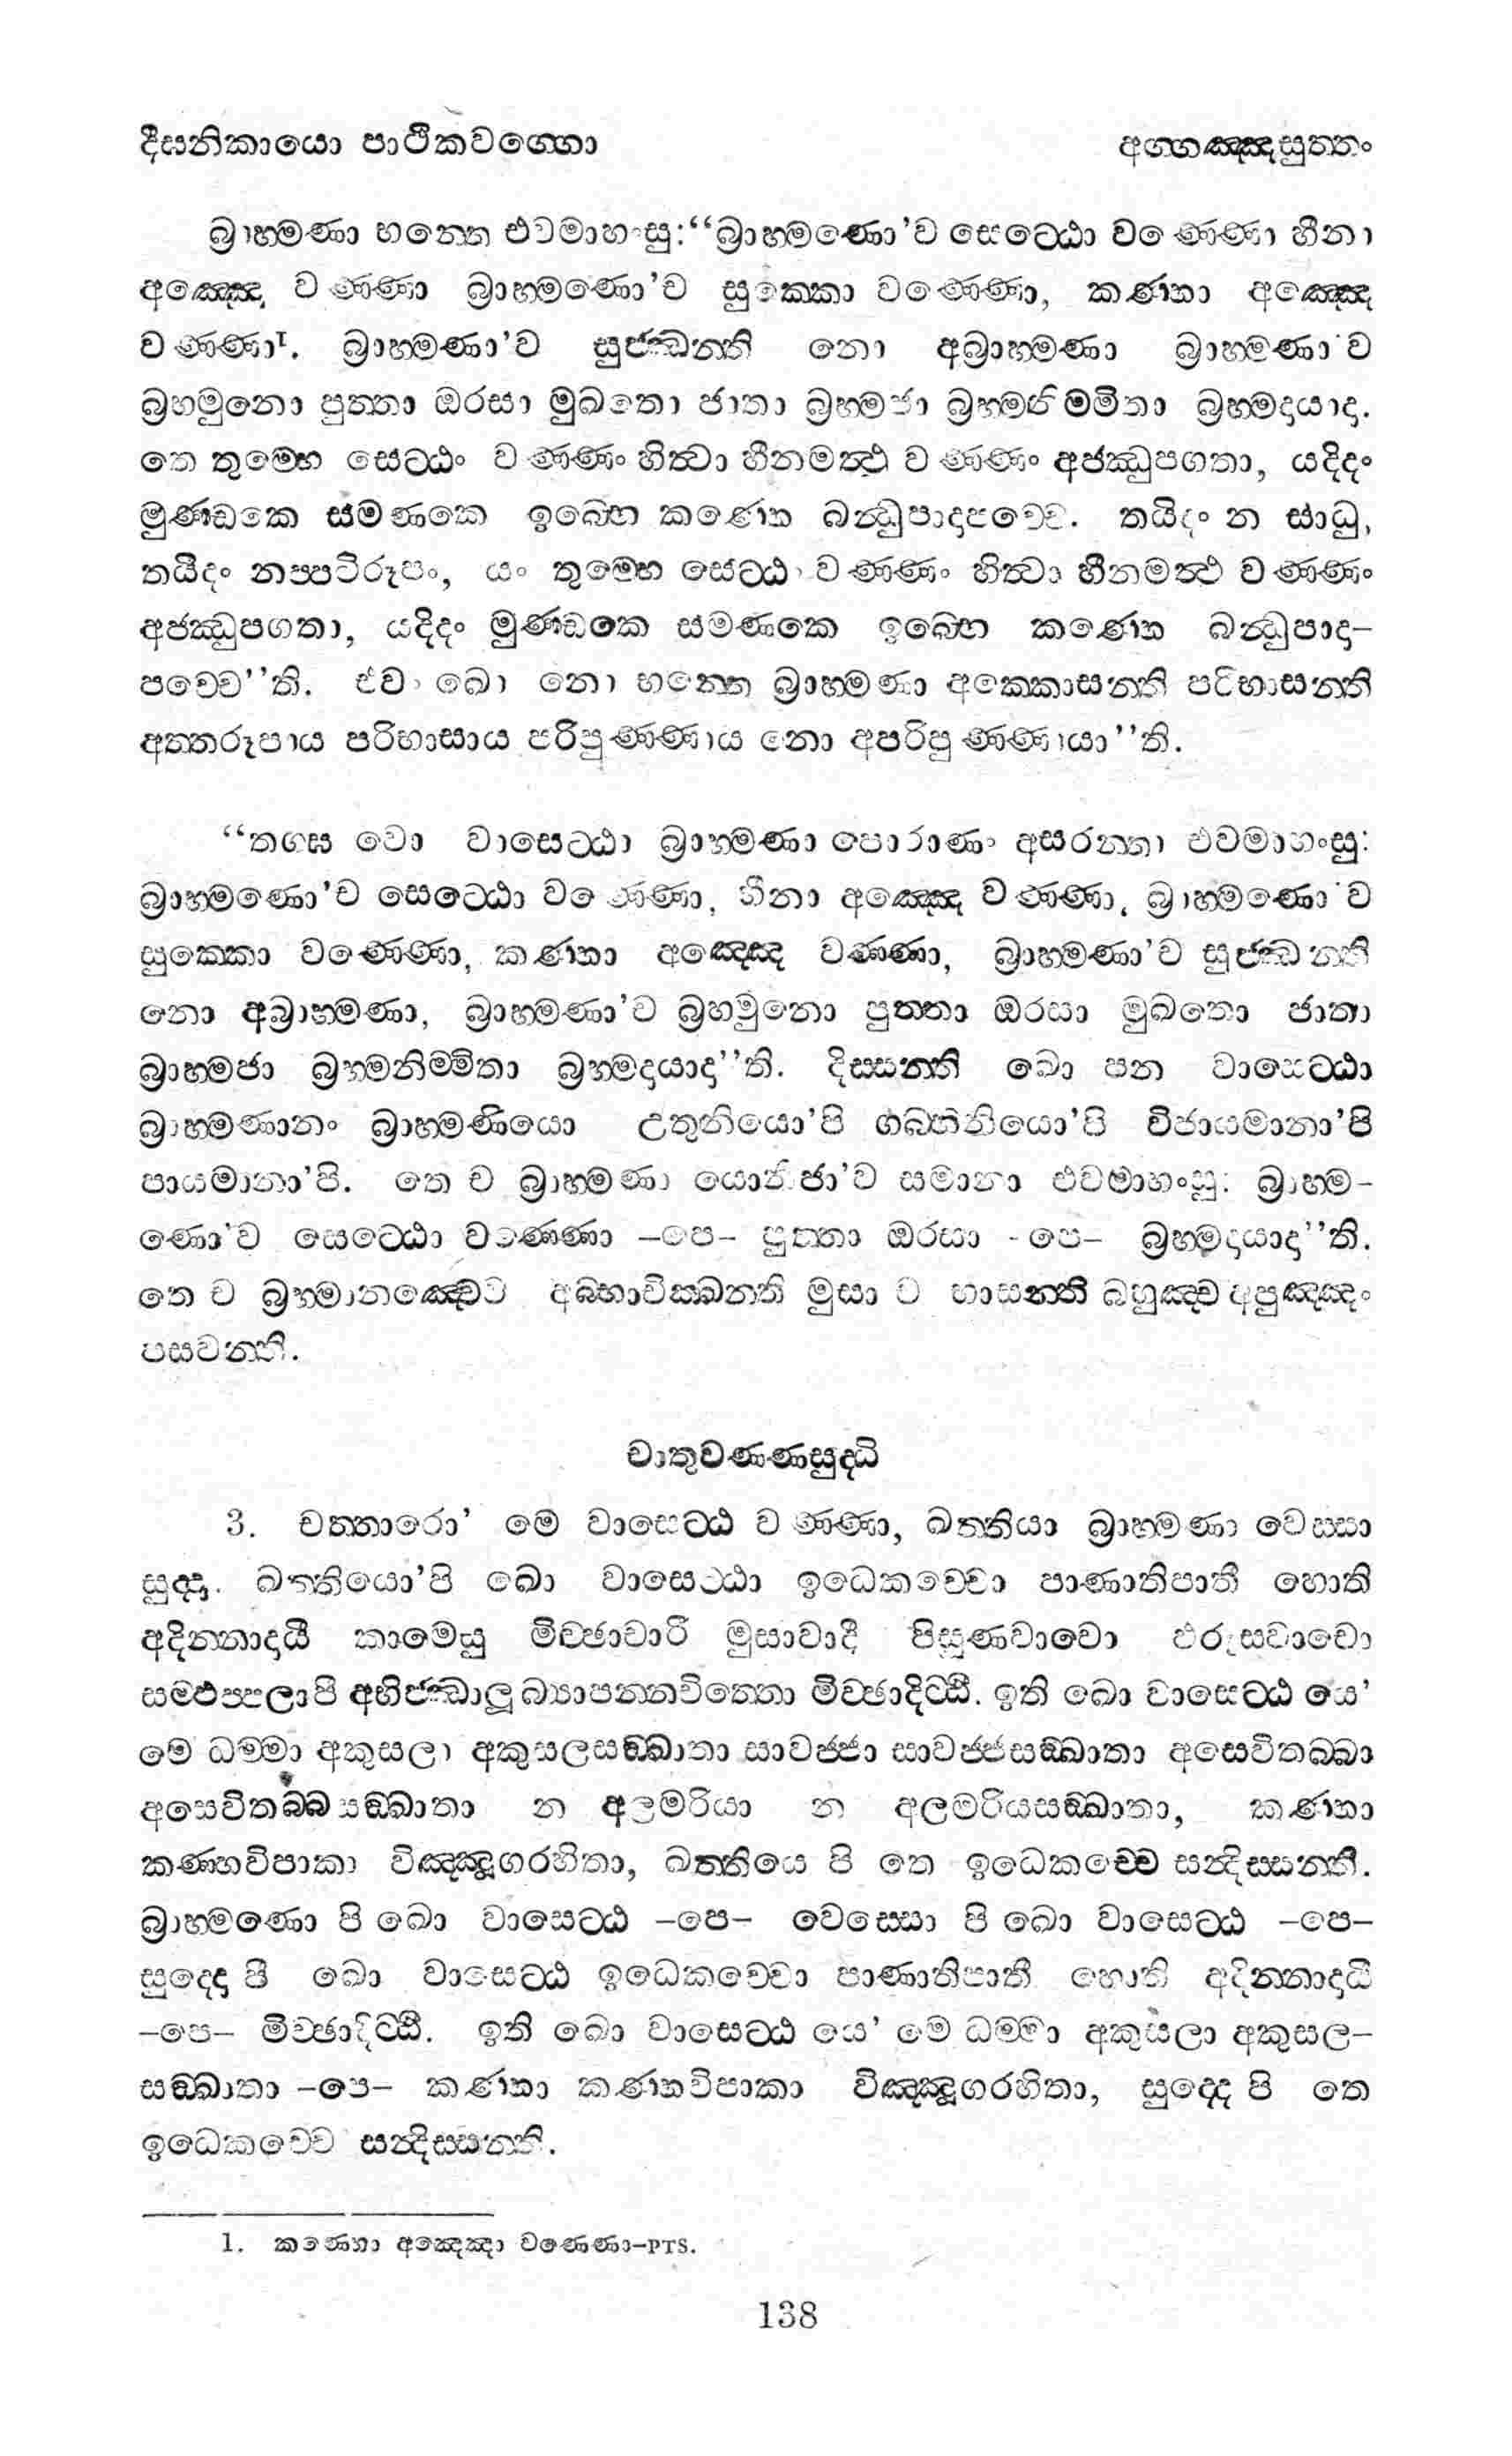 දීඝනිකායො පාථිකවග්ගො අග්ගඤ්ඤසුත්තං
බ්‍රාහ්මණා භන්තෙ එවමාහංසු:“බ්‍රාහ්මණො'ව සෙට්ඨො වණ්ණො හීනා
අඤ්ඤෙ වණ්ණා බ්‍රාහ්මණො'ච සුක්කො වණ්ණො, කණ්හා අඤ්ඤෙ
වණ්ණා¹. බ්‍රාහ්මණා'ව සුජ්ඣන්ති නො අබ්‍රාහ්මණා බ්‍රාහ්මණා'ව
බ්‍රහ්මුනො පුත්තා ඔරසා මුඛතො ජාතා බ්‍රහ්මජා බ්‍රහ්මනිම්මිතා බ්‍රහ්මදායාදා.
තෙ තුම්හෙ සෙට්ඨං වණ්ණං හිත්වා හීනමත්ථ වණ්ණං අජ්ඣුපගතා, යදිදං
මුණ්ඩකෙ සමණකෙ ඉබ්භෙ කණ්හෙ බන්ධුපාදාපච්චෙ. තයිදං න සාධු,
තයිදං නප්පටිරූපං, යං තුම්හෙ සෙට්ඨං වණ්ණං හිත්වා හීනමත්ථ වණ්ණං
අජ්ඣුපගතා, යදිදං මුණ්ඩකෙ සමණකෙ ඉබ්භෙ කණ්හෙ බන්ධුපාදා–
පච්චෙ”ති. එවං ඛො නො භන්තෙ බ්‍රාහ්මණා අක්කොසන්ති පරිභාසන්ති
අත්තරූපාය පරිභාසාය පරිපුණ්ණාය නො අපරිපුණ්ණායා”ති.
“තග්ඝ වො වාසෙට්ඨා බ්‍රාහ්මණා පොරාණං අසරන්තා එවමාහංසු:
බ්‍රාහ්මණො'ච සෙට්ඨො වණ්ණො, හීනා අඤ්ඤෙ වණ්ණා, බ්‍රාහ්මණො'ව
සුක්කො වණ්ණො, කණ්හා අඤ්ඤෙ වණ්ණා, බ්‍රාහ්මණා'ව සුජ්ඣන්ති
නො අබ්‍රාහ්මණා, බ්‍රාහ්මණා'ව බ්‍රහ්මුනො පුත්තා ඔරසා මුඛතො ජාතා
බ්‍රාහ්මජා බ්‍රහ්මනිම්මිතා බ්‍රහ්මදායාදා”ති. දිස්සන්ති ඛො පන වාසෙට්ඨා
බ්‍රාහ්මණානං බ්‍රාහ්මණියො උතුනියො'පි ගබ්භිනියො'පි විජායමානා'පි
පායමානා'පි. තෙ ච බ්‍රාහ්මණා යොනිජා'ව සමානා එවමාහංසු: බ්‍රාහ්ම-
ණො'ව සෙට්ඨො වණ්ණො –පෙ– පුත්තා ඔරසා –පෙ– බ්‍රහ්මදායාදා”ති.
තෙ ච බ්‍රහ්මානඤ්චෙව අබ්භාචික්ඛන්ති මුසා ච භාසන්ති බහුඤ්ච අපුඤ්ඤං
පසවන්ති.
චාතුවණ්ණසුද්ධි
3. චත්තාරො' මෙ වාසෙට්ඨ වණ්ණා, ඛත්තියා බ්‍රාහ්මණා වෙස්සා
සුද්දා. ඛත්තියො'පි ඛො වාසෙට්ඨා ඉධෙකච්චො පාණාතිපාතී හොති
අදින්නාදායී කාමෙසු මිච්ඡාචාරී මුසාවාදී පිසුණවාචො ඵරුසවාචො
සම්ඵප්පලාපි අභිජ්ඣාලූ බ්‍යාපන්නචිත්තො මිච්ඡාදිට්ඨී. ඉති ඛො වාසෙට්ඨ යෙ'
මෙ ධම්මා අකුසලා අකුසලසඞ්ඛාතා සාවජ්ජා සාවජ්ජසඞ්ඛාතා අසෙවිතබ්බා
අසෙවිතබ්බසඞ්ඛාතා න අලමරියා න අලමරියසඞ්ඛාතා, කණ්හා
කණ්හවිපාකා විඤ්ඤූගරහිතා, ඛත්තියෙ පි තෙ ඉධෙකච්චෙ සන්දිස්සන්තී.
බ්‍රාහ්මණො පි ඛො වාසෙට්ඨ –පෙ– වෙස්සො පි ඛො වාසෙට්ඨ –පෙ–
සුද්දො පී ඛො වාසෙට්ඨ ඉධෙකච්චො පාණාතිපාතී හොති අදින්නාදායී
–පෙ– මිච්ඡාදිට්ඨී. ඉති ඛො වාසෙට්ඨ යෙ' මෙ ධම්මා අකුසලා අකුසල–
සඞ්ඛාතා –පෙ– කණ්හා කණ්හවිපාකා විඤ්ඤූගරහිතා, සුද්දෙ පි තෙ
ඉධෙකච්චෙ සන්දිස්සන්ති.
1. කණ්හො අඤ්ඤො වණ්ණො–PTS.
138